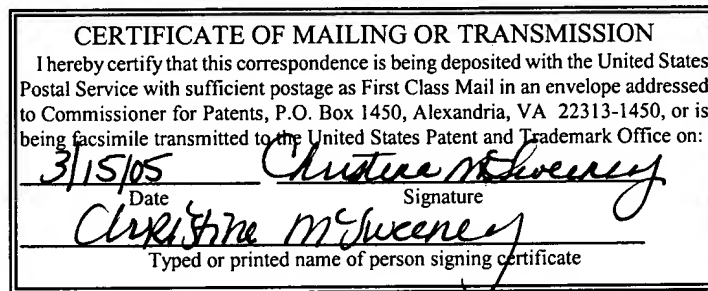 CERTIFICATE OF MAILING OR TRANSMISSION
I hereby certify that this correspondence is being deposited with the United States
Postal Service with sufficient postage as First Class Mail in an envelope addressed
to Commissioner for Patents, P.O. Box 1450, Alexandria, VA 22313-1450, or is
being facsimile transmitted to the United States Patent and Trademark Office on:
3/15/05 Christine McSweeney
Date Signature
Christine McSweeney
Typed or printed name of person signing certificate